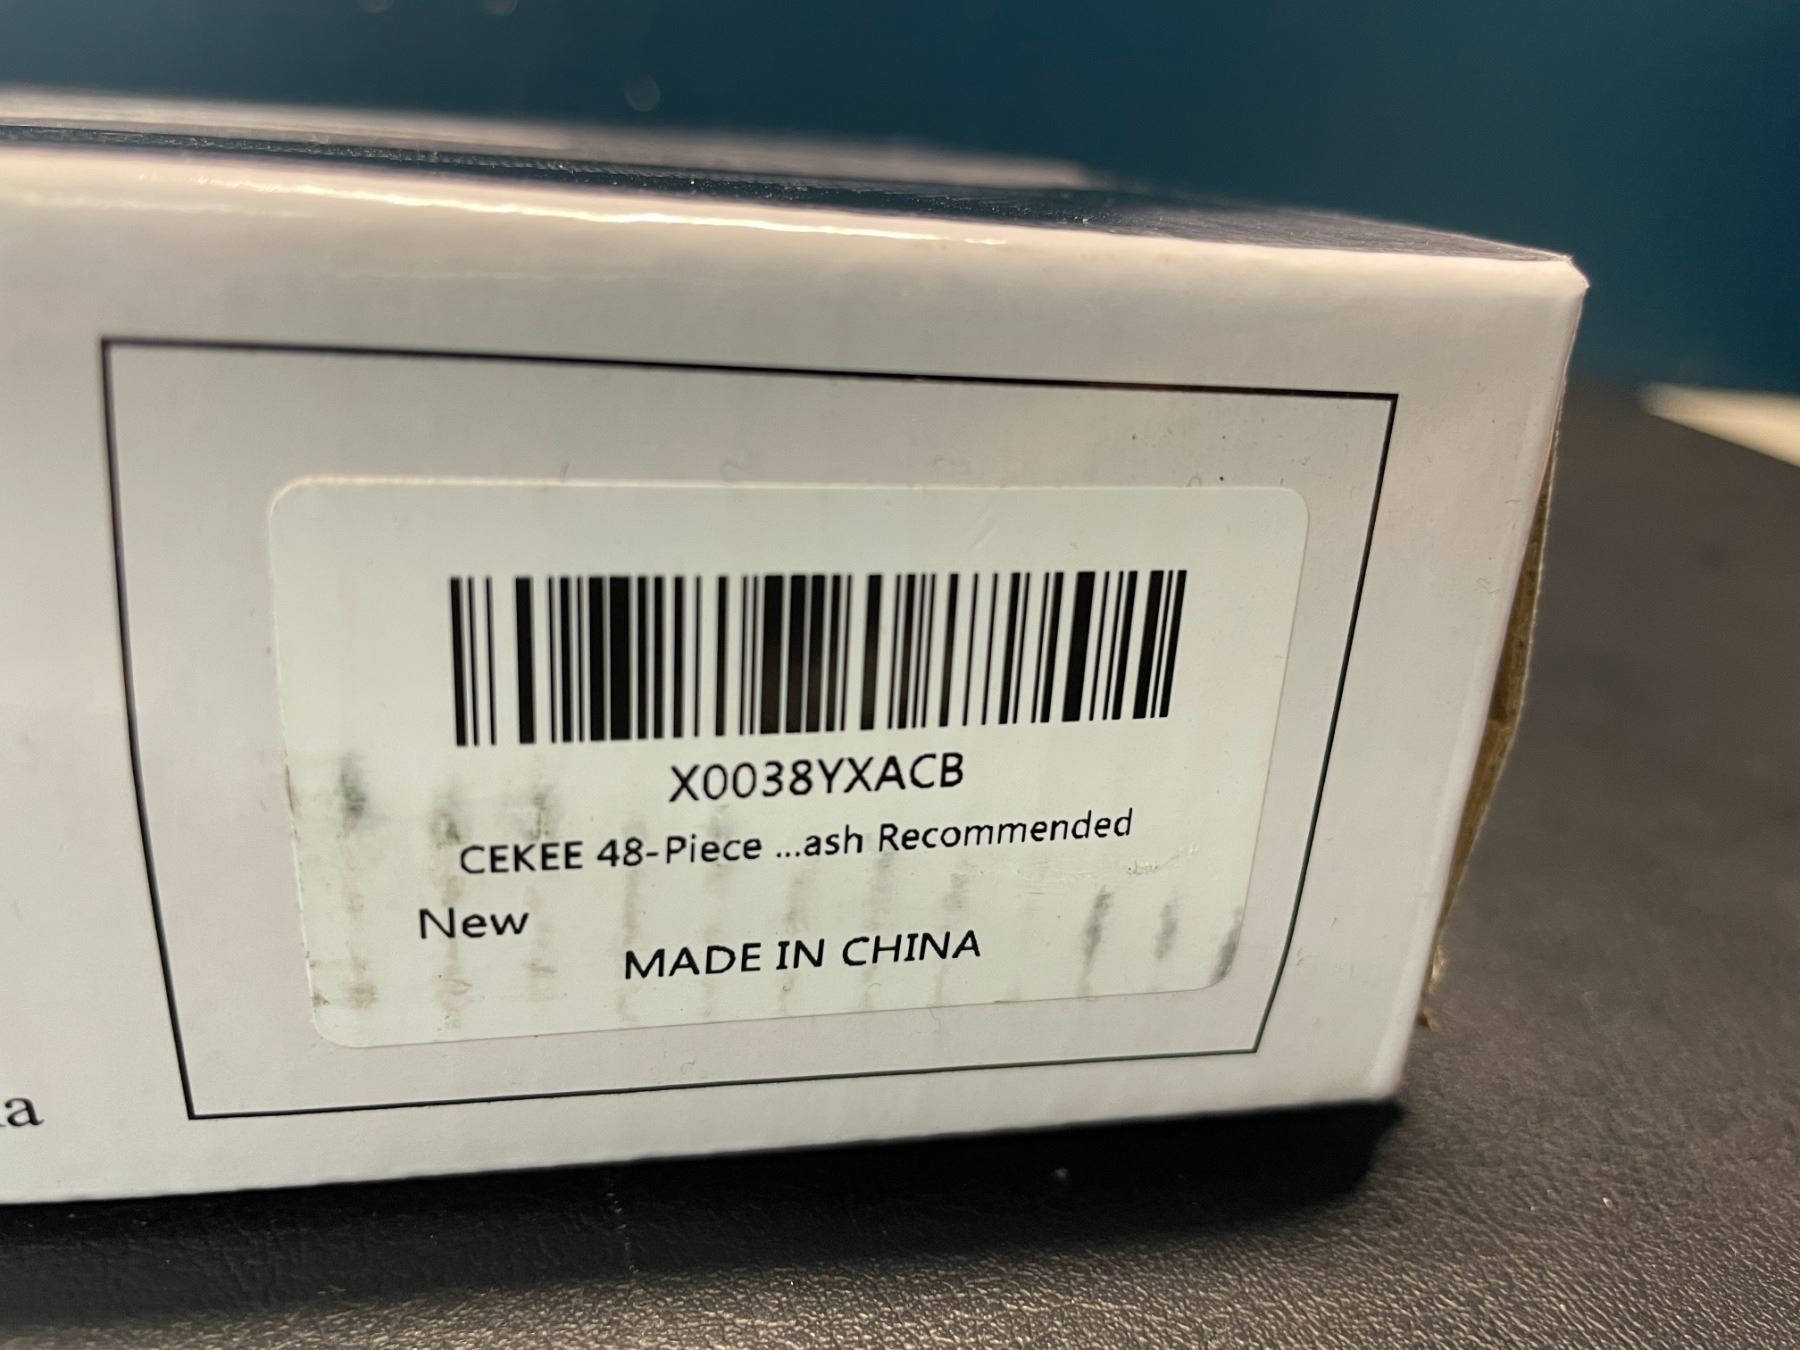 X0038YXACB
CEKEE 48-Piece ...ash Recommended
New
MADE IN CHINA